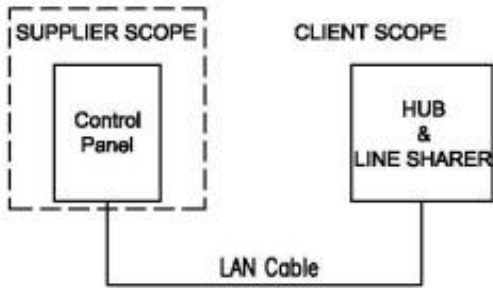 SUPPLIER SCOPE
CLIENT SCOPE
Control
Panel
HUB
&
LINE SHARER
LAN Cable